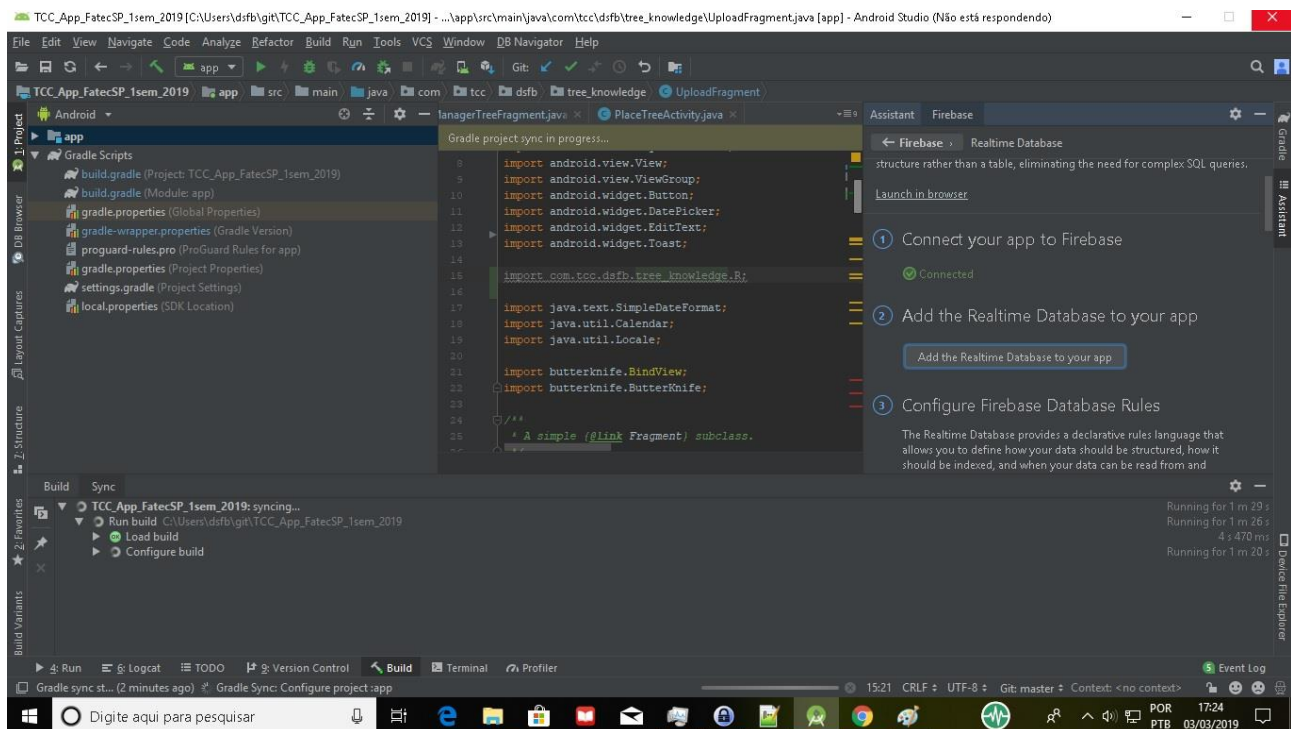 TCC_App_FatecSP_1sem_2019 [C:\Users\dsfb\git\TCC_App_FatecSP_1sem_2019] - ...\app\src\main\java\com\tcc\dsfb\tree_knowledge\UploadFragment.java [app] - Android Studio (Não está respondendo)
File Edit View Navigate Code Analyze Refactor Build Run Tools VCS Window DB Navigator Help
app Git:
TCC_App_FatecSP_1sem_2019 app src main java com tcc dsfb tree_knowledge UploadFragment
Android
ManagerTreeFragment.java PlaceTreeActivity.java
Assistant Firebase
1: Project
DB Browser
Layout Captures
Z: Structure
2: Favorites
Build Variants
app
Gradle Scripts
build.gradle (Project: TCC_App_FatecSP_1sem_2019)
build.gradle (Module: app)
gradle.properties (Global Properties)
gradle-wrapper.properties (Gradle Version)
proguard-rules.pro (ProGuard Rules for app)
gradle.properties (Project Properties)
settings.gradle (Project Settings)
local.properties (SDK Location)
Gradle project sync in progress...
8 import android.view.View;
9 import android.view.ViewGroup;
10 import android.widget.Button;
11 import android.widget.DatePicker;
12 import android.widget.EditText;
13 import android.widget.Toast;
14
15 import com.tcc.dsfb.tree_knowledge.R;
16
17 import java.text.SimpleDateFormat;
18 import java.util.Calendar;
19 import java.util.Locale;
20
21 import butterknife.BindView;
22 import butterknife.ButterKnife;
23
24 /**
25 * A simple {@link Fragment} subclass.
Firebase › Realtime Database
structure rather than a table, eliminating the need for complex SQL queries.
Launch in browser
1 Connect your app to Firebase
Connected
2 Add the Realtime Database to your app
Add the Realtime Database to your app
3 Configure Firebase Database Rules
The Realtime Database provides a declarative rules language that
allows you to define how your data should be structured, how it
should be indexed, and when your data can be read from and
Gradle
Assistant
Device File Explorer
Build Sync
TCC_App_FatecSP_1sem_2019: syncing... Running for 1 m 29 s
Run build C:\Users\dsfb\git\TCC_App_FatecSP_1sem_2019 Running for 1 m 26 s
Load build 4 s 470 ms
Configure build Running for 1 m 20 s
4: Run 6: Logcat TODO 9: Version Control Build Terminal Profiler 5 Event Log
Gradle sync st... (2 minutes ago) Gradle Sync: Configure project :app 15:21 CRLF UTF-8 Git: master Context: <no context>
Digite aqui para pesquisar
POR 17:24
PTB 03/03/2019